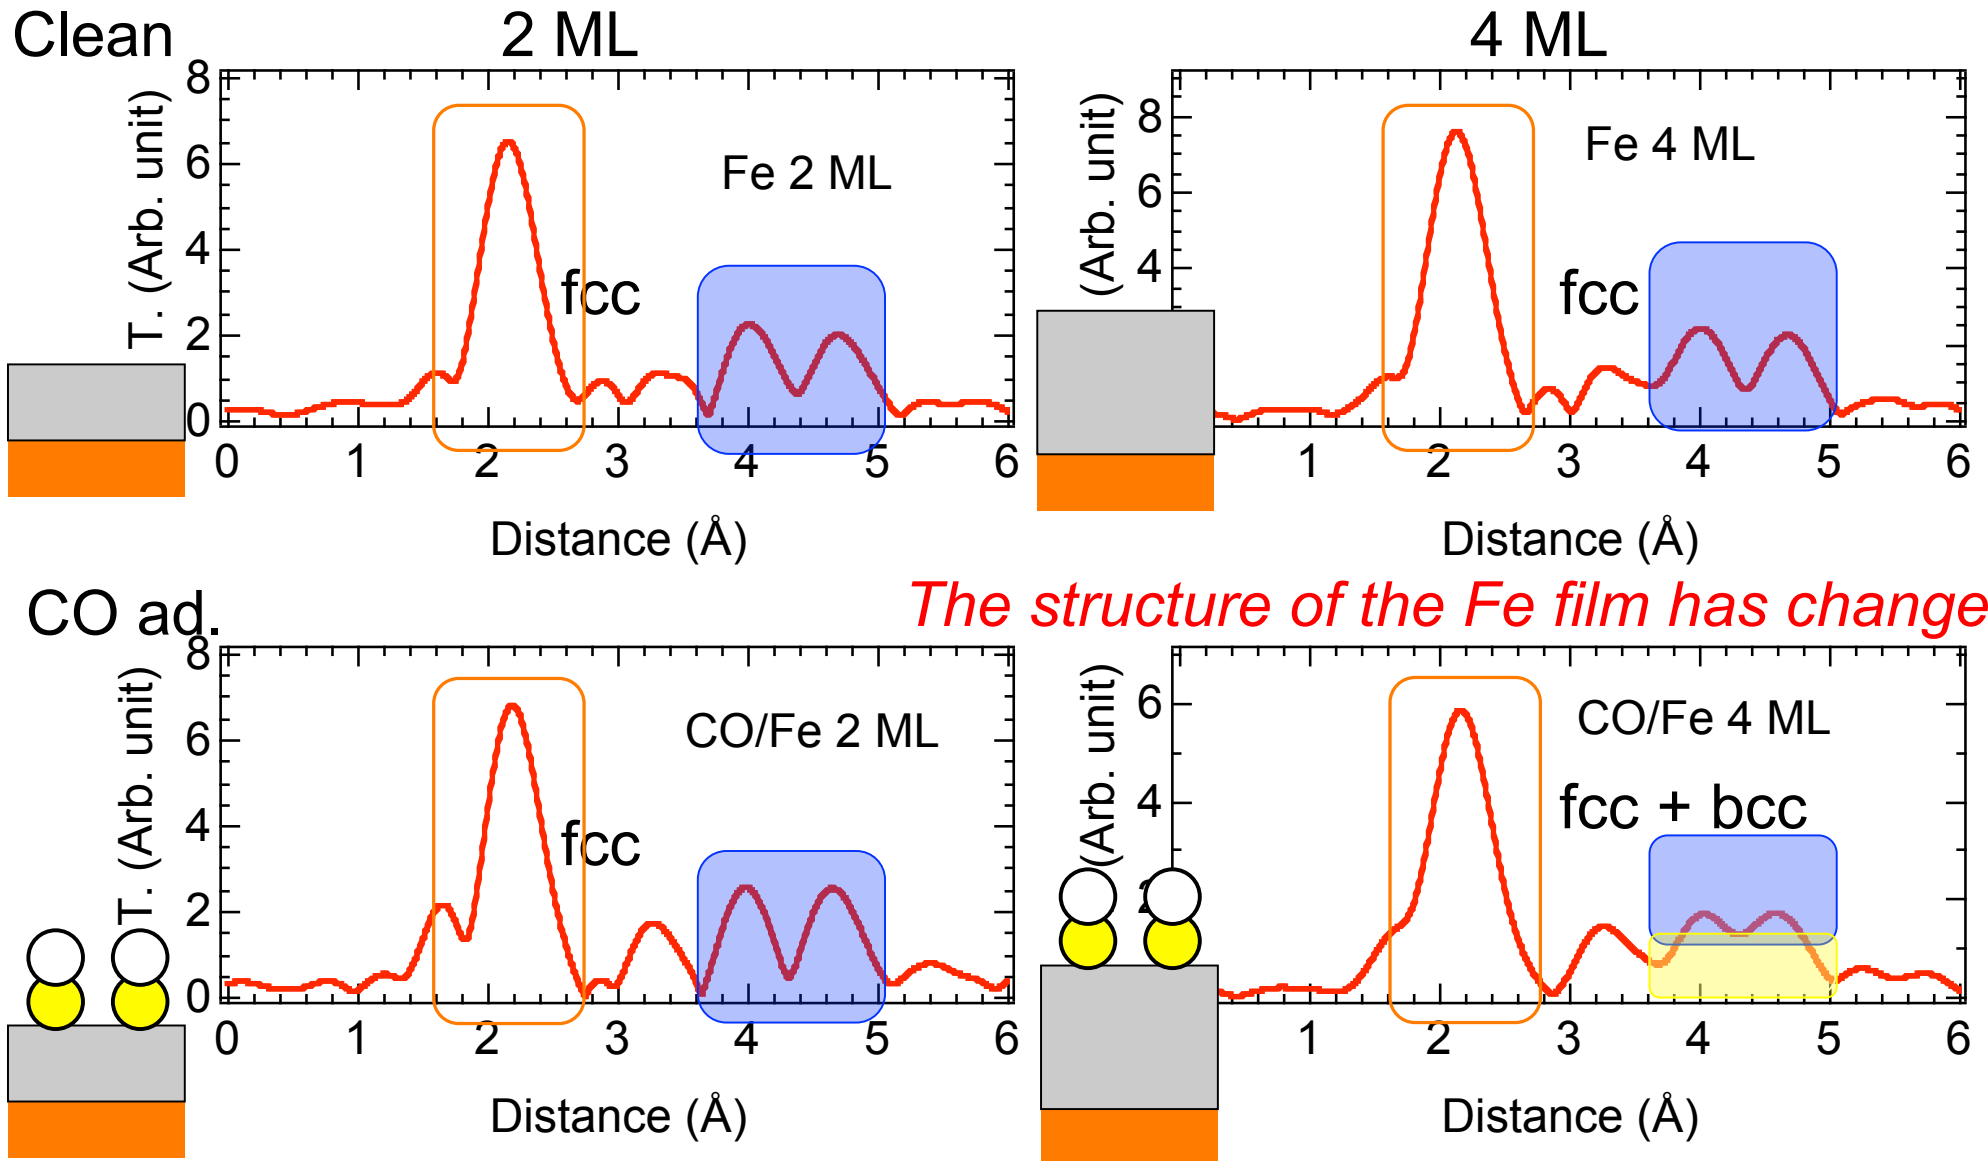 Clean
2 ML
4 ML
T. (Arb. unit)
8
6
4
2
0
Fe 2 ML
fcc
0 1 2 3 4 5 6
Distance (Å)
(Arb. unit)
8
6
4
Fe 4 ML
fcc
1 2 3 4 5 6
Distance (Å)
CO ad.
The structure of the Fe film has change
T. (Arb. unit)
8
6
4
2
0
CO/Fe 2 ML
fcc
0 1 2 3 4 5 6
Distance (Å)
(Arb. unit)
6
4
2
CO/Fe 4 ML
fcc + bcc
1 2 3 4 5 6
Distance (Å)